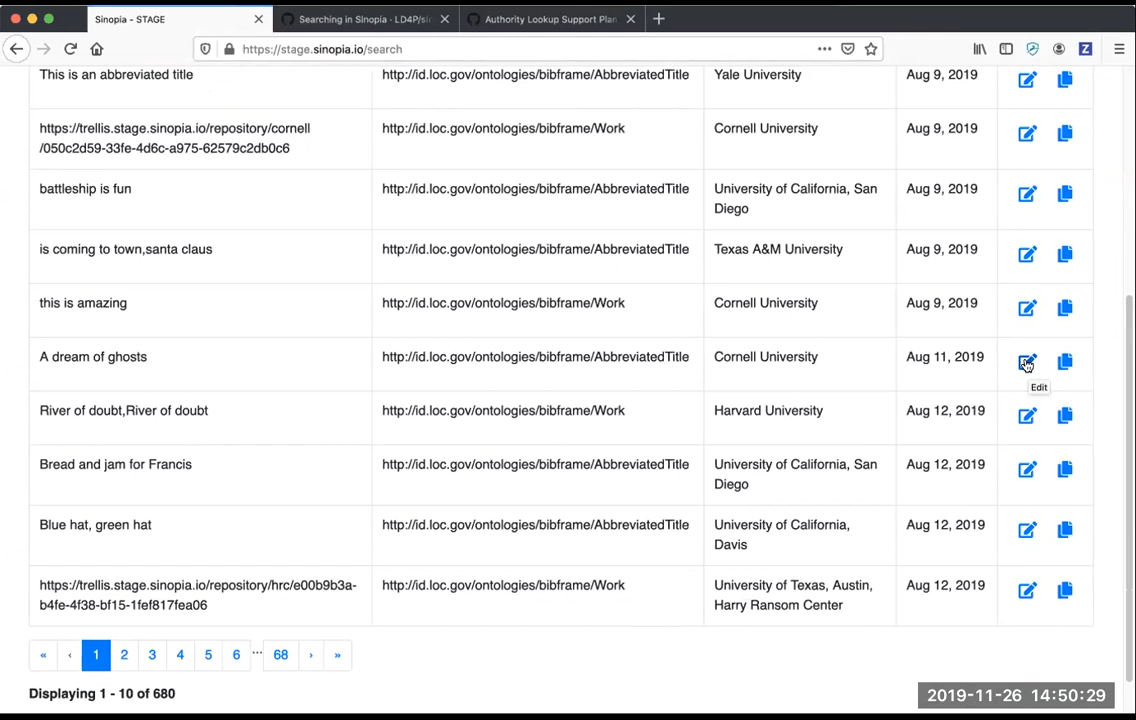 Sinopia - STAGE
Searching in Sinopia · LD4P/si
Authority Lookup Support Plan
https://stage.sinopia.io/search
This is an abbreviated title http://id.loc.gov/ontologies/bibframe/AbbreviatedTitle Yale University Aug 9, 2019
https://trellis.stage.sinopia.io/repository/cornell http://id.loc.gov/ontologies/bibframe/Work Cornell University Aug 9, 2019
/050c2d59-33fe-4d6c-a975-62579c2db0c6
battleship is fun http://id.loc.gov/ontologies/bibframe/AbbreviatedTitle University of California, San Aug 9, 2019
Diego
is coming to town,santa claus http://id.loc.gov/ontologies/bibframe/AbbreviatedTitle Texas A&M University Aug 9, 2019
this is amazing http://id.loc.gov/ontologies/bibframe/Work Cornell University Aug 9, 2019
A dream of ghosts http://id.loc.gov/ontologies/bibframe/AbbreviatedTitle Cornell University Aug 11, 2019
Edit
River of doubt,River of doubt http://id.loc.gov/ontologies/bibframe/Work Harvard University Aug 12, 2019
Bread and jam for Francis http://id.loc.gov/ontologies/bibframe/AbbreviatedTitle University of California, San Aug 12, 2019
Diego
Blue hat, green hat http://id.loc.gov/ontologies/bibframe/AbbreviatedTitle University of California, Aug 12, 2019
Davis
https://trellis.stage.sinopia.io/repository/hrc/e00b9b3a- http://id.loc.gov/ontologies/bibframe/Work University of Texas, Austin, Aug 12, 2019
b4fe-4f38-bf15-1fef817fea06 Harry Ransom Center
« ‹ 1 2 3 4 5 6 ... 68 › »
Displaying 1 - 10 of 680
2019-11-26 14:50:29